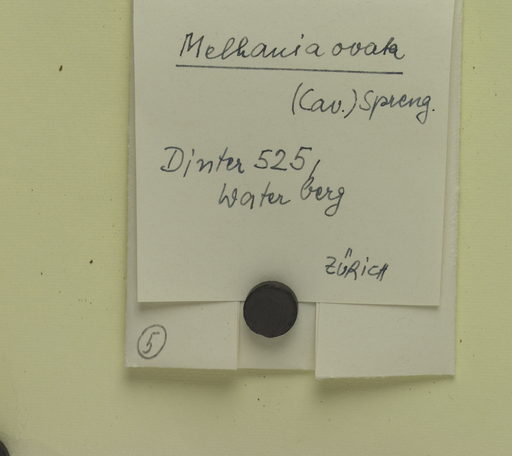 Melhania ovata
(Cav.) Spreng.
Dinter 525,
Waterberg
ZÜRICH
5